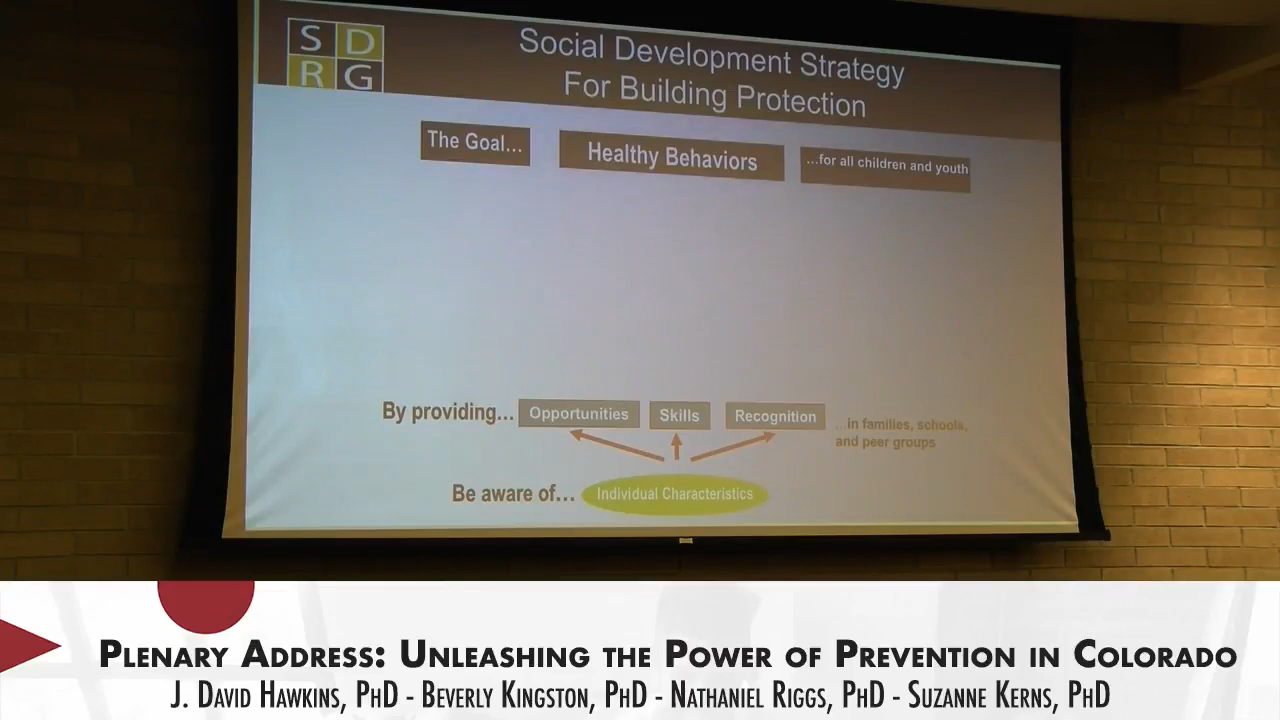 S D
R G
Social Development Strategy
For Building Protection
The Goal...
Healthy Behaviors
...for all children and youth
By providing...
Opportunities
Skills
Recognition
...in families, schools,
and peer groups
Be aware of...
Individual Characteristics
PLENARY ADDRESS: UNLEASHING THE POWER OF PREVENTION IN COLORADO
J. DAVID HAWKINS, PHD - BEVERLY KINGSTON, PHD - NATHANIEL RIGGS, PHD - SUZANNE KERNS, PHD